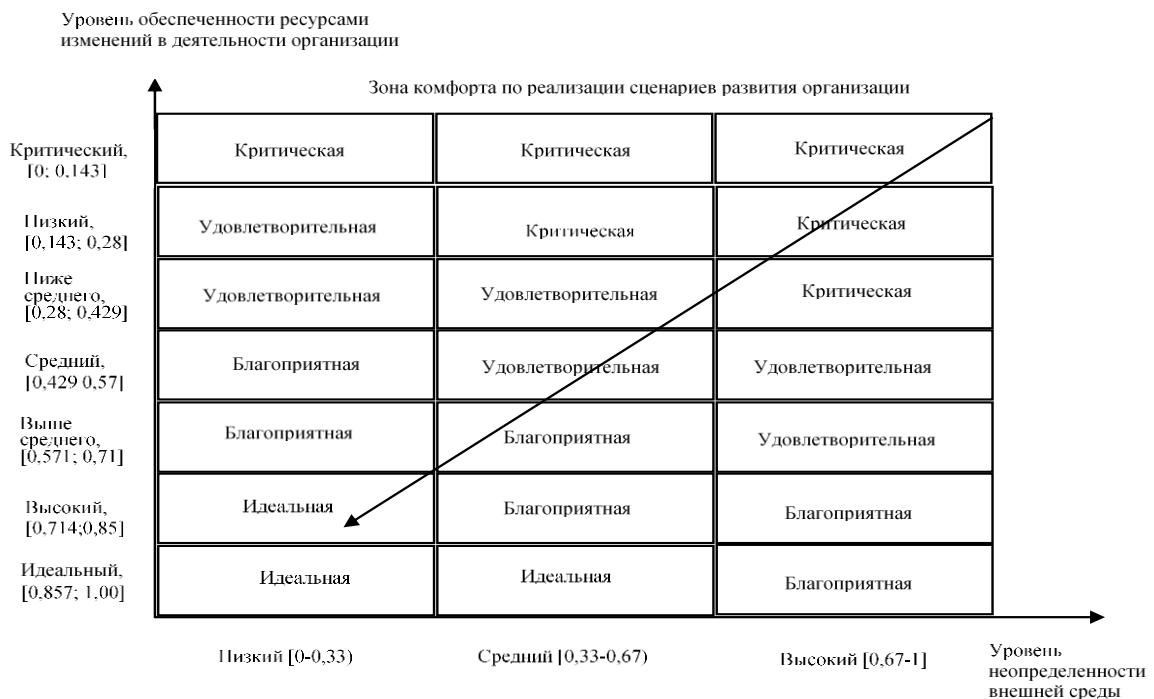 Уровень обеспеченности ресурсами
изменений в деятельности организации
Зона комфорта по реализации сценариев развития организации
Критический,
[0; 0,143]
Критическая
Критическая
Критическая
Низкий,
[0,143; 0,28]
Удовлетворительная
Критическая
Критическая
Ниже
среднего,
[0,28; 0,429]
Удовлетворительная
Удовлетворительная
Критическая
Средний,
[0,429 0,57]
Благоприятная
Удовлетворительная
Удовлетворительная
Выше
среднего,
[0,571; 0,71]
Благоприятная
Благоприятная
Удовлетворительная
Высокий,
[0,714;0,85]
Идеальная
Благоприятная
Благоприятная
Идеальный,
[0,857; 1,00]
Идеальная
Идеальная
Благоприятная
Низкий [0-0,33)
Средний [0,33-0,67)
Высокий [0,67-1]
Уровень
неопределенности
внешней среды